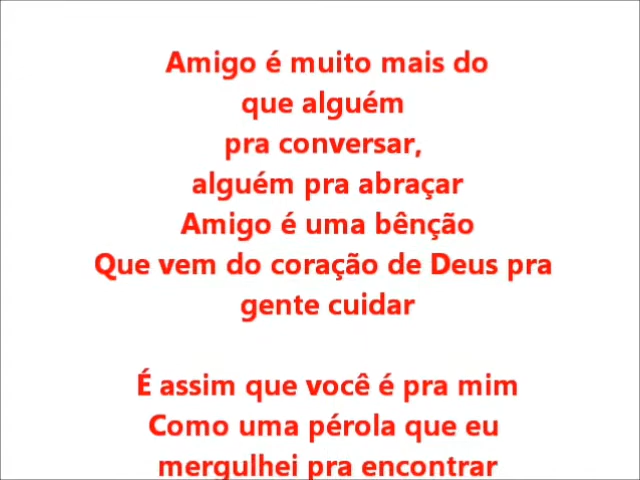 Amigo é muito mais do
que alguém
pra conversar,
alguém pra abraçar
Amigo é uma bênção
Que vem do coração de Deus pra
gente cuidar
É assim que você é pra mim
Como uma pérola que eu
mergulhei pra encontrar